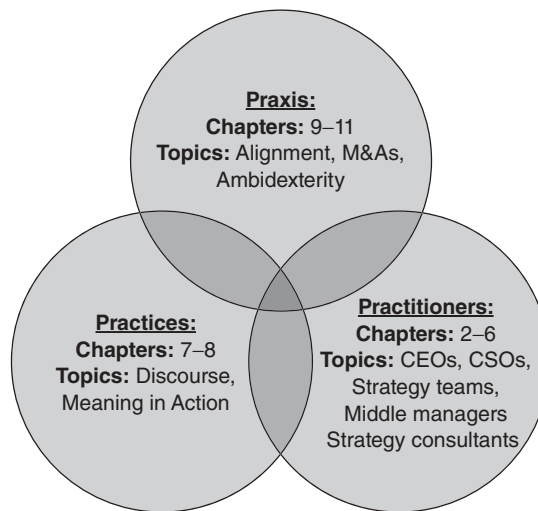 Praxis:
Chapters: 9–11
Topics: Alignment, M&As,
Ambidexterity
Practices:
Chapters: 7–8
Topics: Discourse,
Meaning in Action
Practitioners:
Chapters: 2–6
Topics: CEOs, CSOs,
Strategy teams,
Middle managers
Strategy consultants